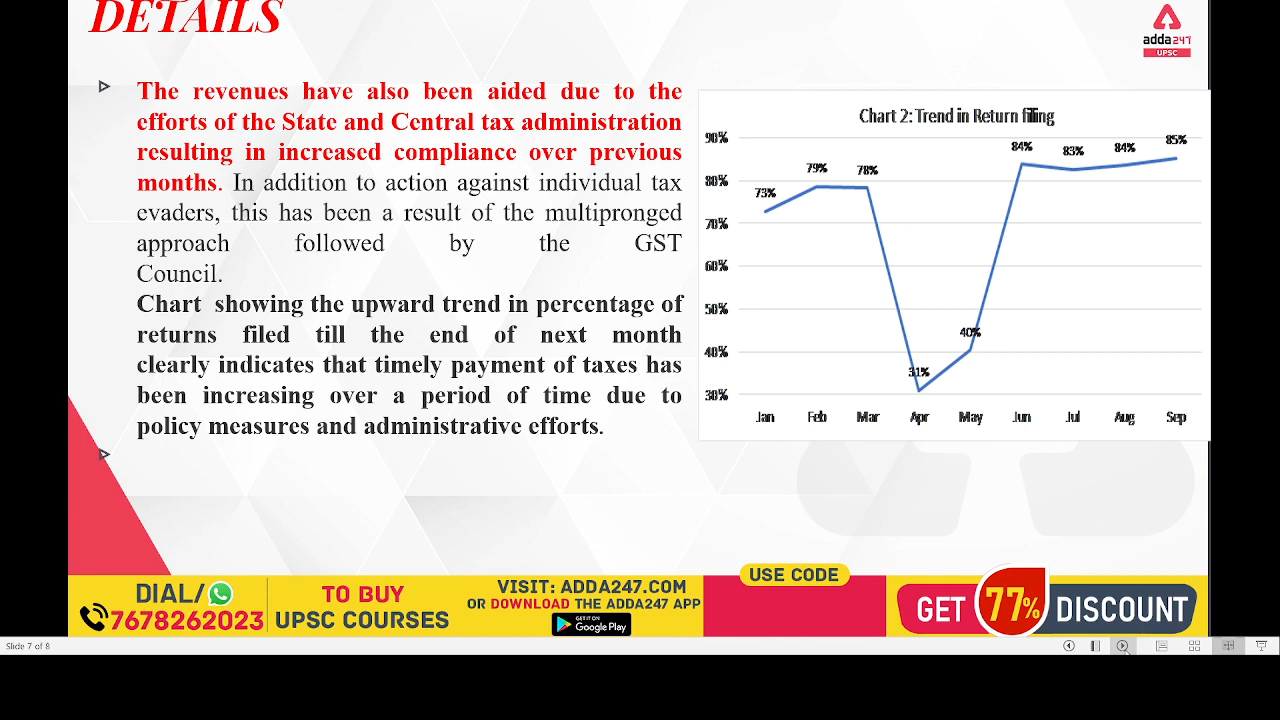 DETAILS
adda247
UPSC
The revenues have also been aided due to the
efforts of the State and Central tax administration
resulting in increased compliance over previous
months. In addition to action against individual tax
evaders, this has been a result of the multipronged
approach followed by the GST
Council.
Chart showing the upward trend in percentage of
returns filed till the end of next month
clearly indicates that timely payment of taxes has
been increasing over a period of time due to
policy measures and administrative efforts.
Chart 2: Trend in Return filing
90%
80%
70%
60%
50%
40%
30%
73%
79%
78%
31%
40%
84%
83%
84%
85%
Jan Feb Mar Apr May Jun Jul Aug Sep
DIAL/
7678262023
TO BUY
UPSC COURSES
VISIT: ADDA247.COM
OR DOWNLOAD THE ADDA247 APP
GET IT ON
Google Play
USE CODE
GET 77% DISCOUNT
Slide 7 of 8